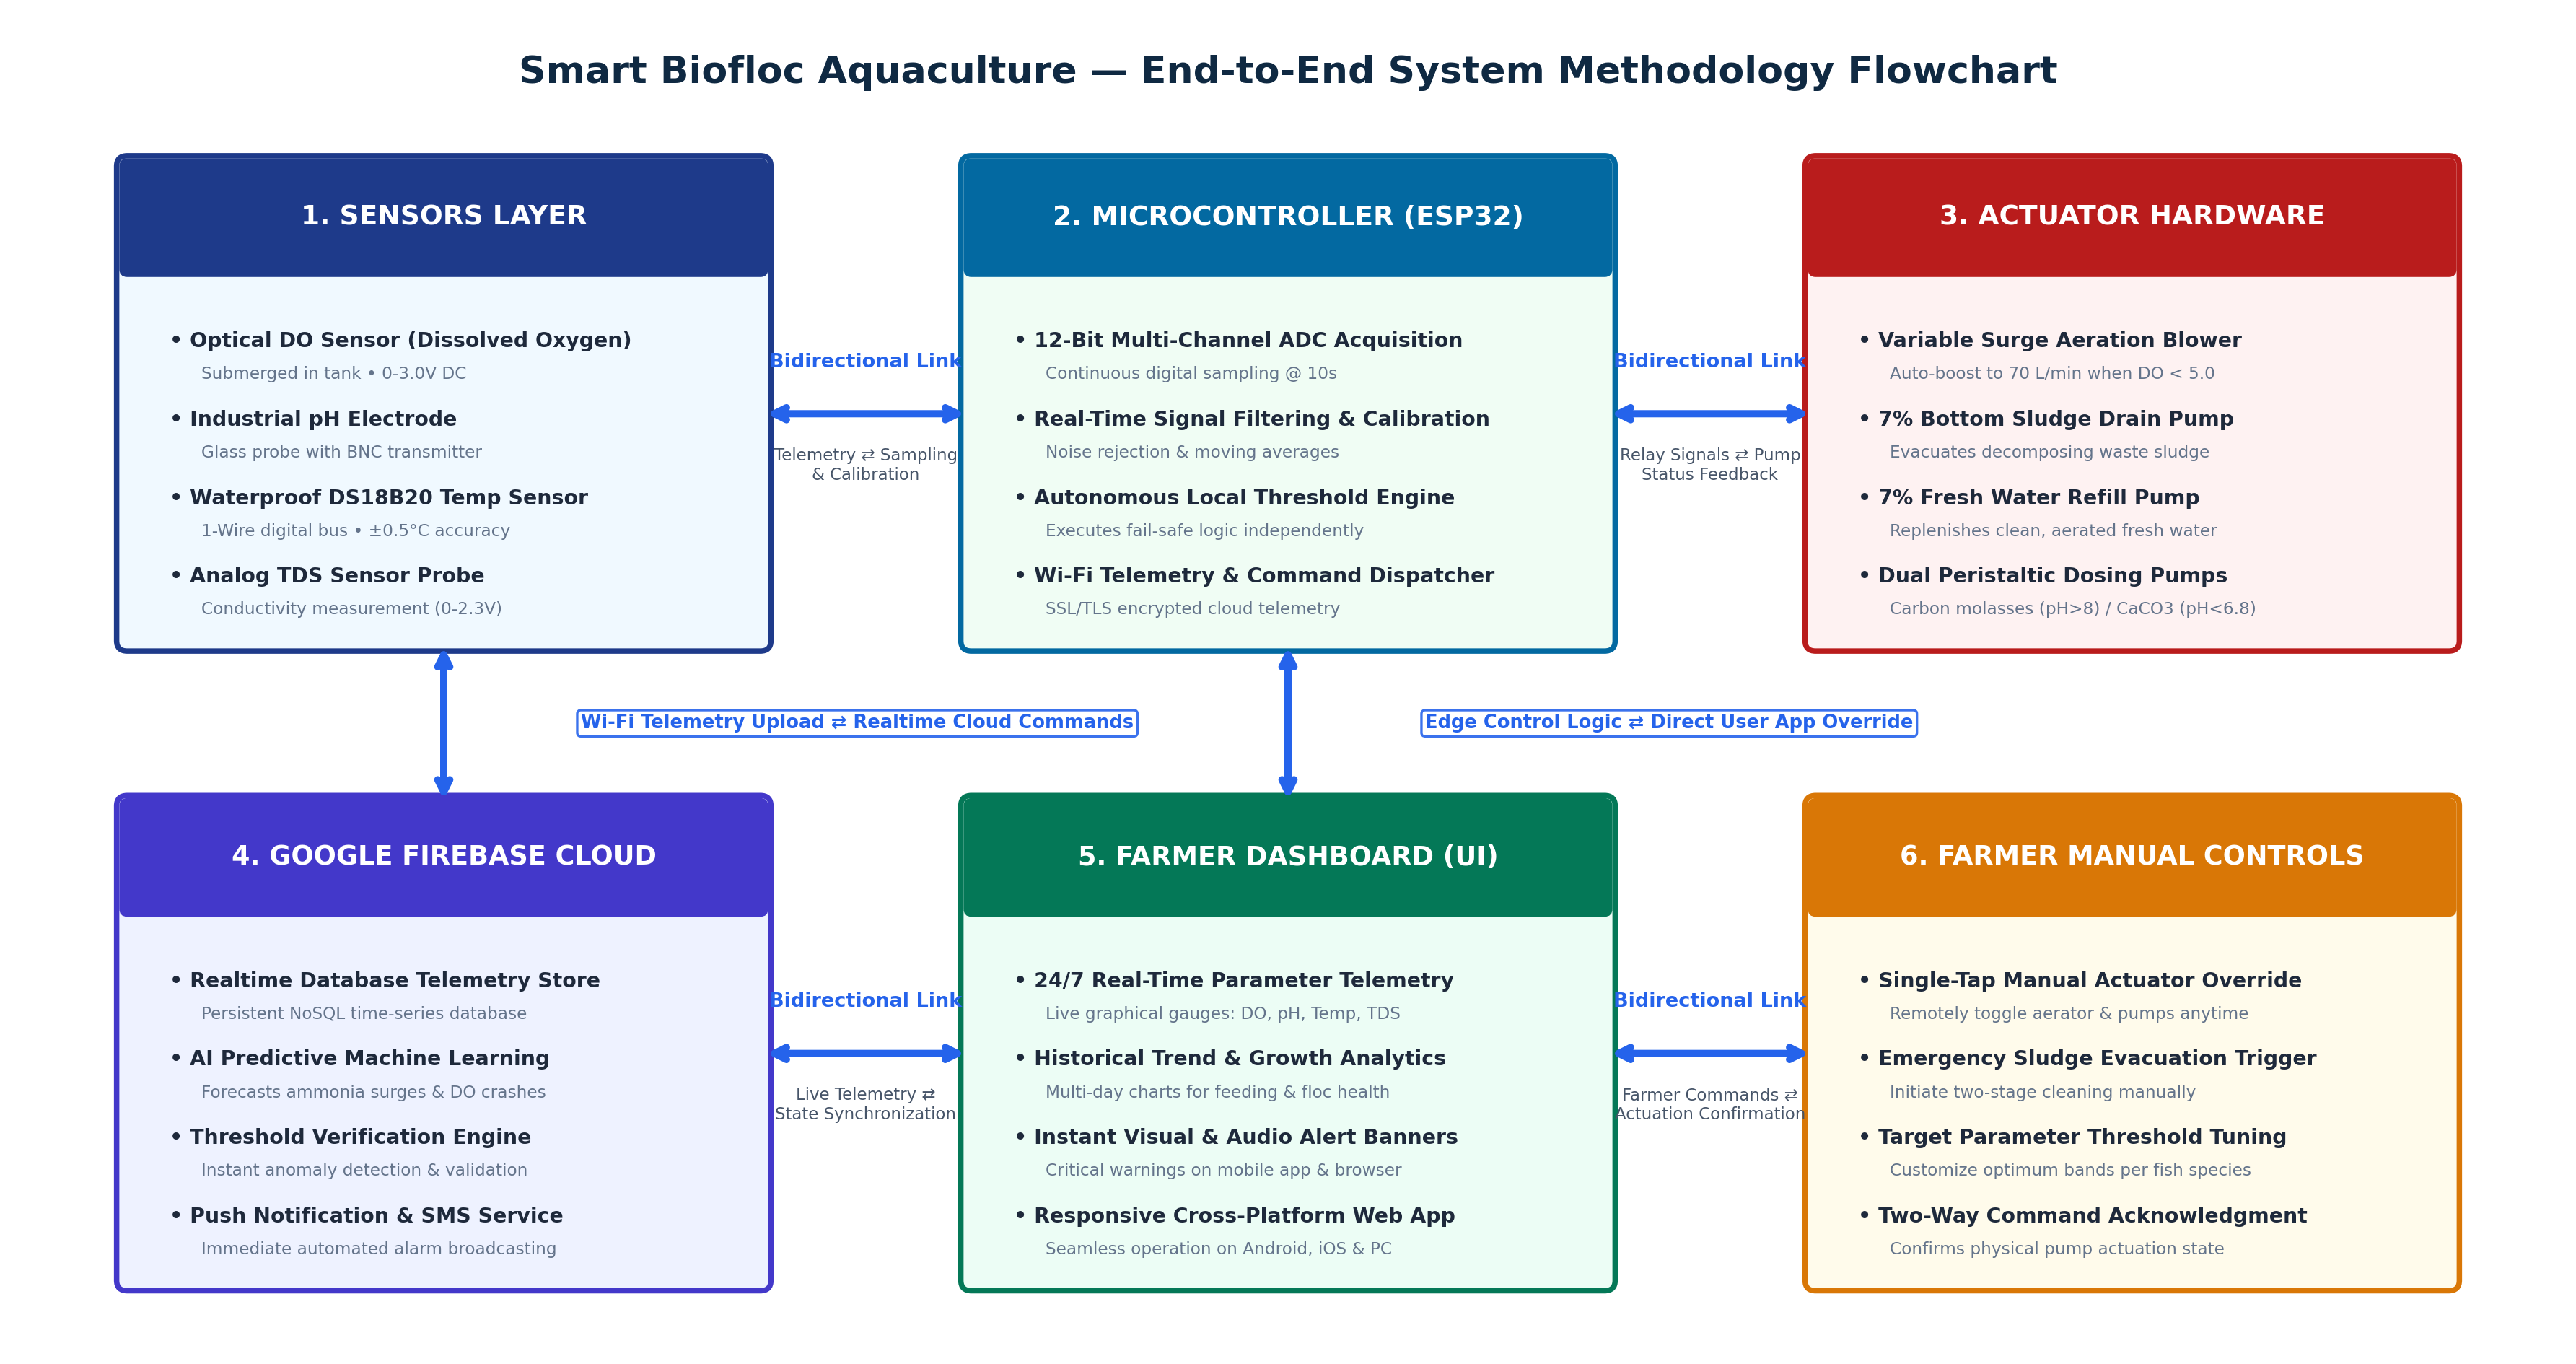 Smart Biofloc Aquaculture — End-to-End System Methodology Flowchart
1. SENSORS LAYER
• Optical DO Sensor (Dissolved Oxygen)
Submerged in tank • 0-3.0V DC
• Industrial pH Electrode
Glass probe with BNC transmitter
• Waterproof DS18B20 Temp Sensor
1-Wire digital bus • ±0.5°C accuracy
• Analog TDS Sensor Probe
Conductivity measurement (0-2.3V)
Bidirectional Link
Telemetry ⇄ Sampling
& Calibration
2. MICROCONTROLLER (ESP32)
• 12-Bit Multi-Channel ADC Acquisition
Continuous digital sampling @ 10s
• Real-Time Signal Filtering & Calibration
Noise rejection & moving averages
• Autonomous Local Threshold Engine
Executes fail-safe logic independently
• Wi-Fi Telemetry & Command Dispatcher
SSL/TLS encrypted cloud telemetry
Bidirectional Link
Relay Signals ⇄ Pump
Status Feedback
3. ACTUATOR HARDWARE
• Variable Surge Aeration Blower
Auto-boost to 70 L/min when DO < 5.0
• 7% Bottom Sludge Drain Pump
Evacuates decomposing waste sludge
• 7% Fresh Water Refill Pump
Replenishes clean, aerated fresh water
• Dual Peristaltic Dosing Pumps
Carbon molasses (pH>8) / CaCO3 (pH<6.8)
Wi-Fi Telemetry Upload ⇄ Realtime Cloud Commands
Edge Control Logic ⇄ Direct User App Override
4. GOOGLE FIREBASE CLOUD
• Realtime Database Telemetry Store
Persistent NoSQL time-series database
• AI Predictive Machine Learning
Forecasts ammonia surges & DO crashes
• Threshold Verification Engine
Instant anomaly detection & validation
• Push Notification & SMS Service
Immediate automated alarm broadcasting
Bidirectional Link
Live Telemetry ⇄
State Synchronization
5. FARMER DASHBOARD (UI)
• 24/7 Real-Time Parameter Telemetry
Live graphical gauges: DO, pH, Temp, TDS
• Historical Trend & Growth Analytics
Multi-day charts for feeding & floc health
• Instant Visual & Audio Alert Banners
Critical warnings on mobile app & browser
• Responsive Cross-Platform Web App
Seamless operation on Android, iOS & PC
Bidirectional Link
Farmer Commands ⇄
Actuation Confirmation
6. FARMER MANUAL CONTROLS
• Single-Tap Manual Actuator Override
Remotely toggle aerator & pumps anytime
• Emergency Sludge Evacuation Trigger
Initiate two-stage cleaning manually
• Target Parameter Threshold Tuning
Customize optimum bands per fish species
• Two-Way Command Acknowledgment
Confirms physical pump actuation state